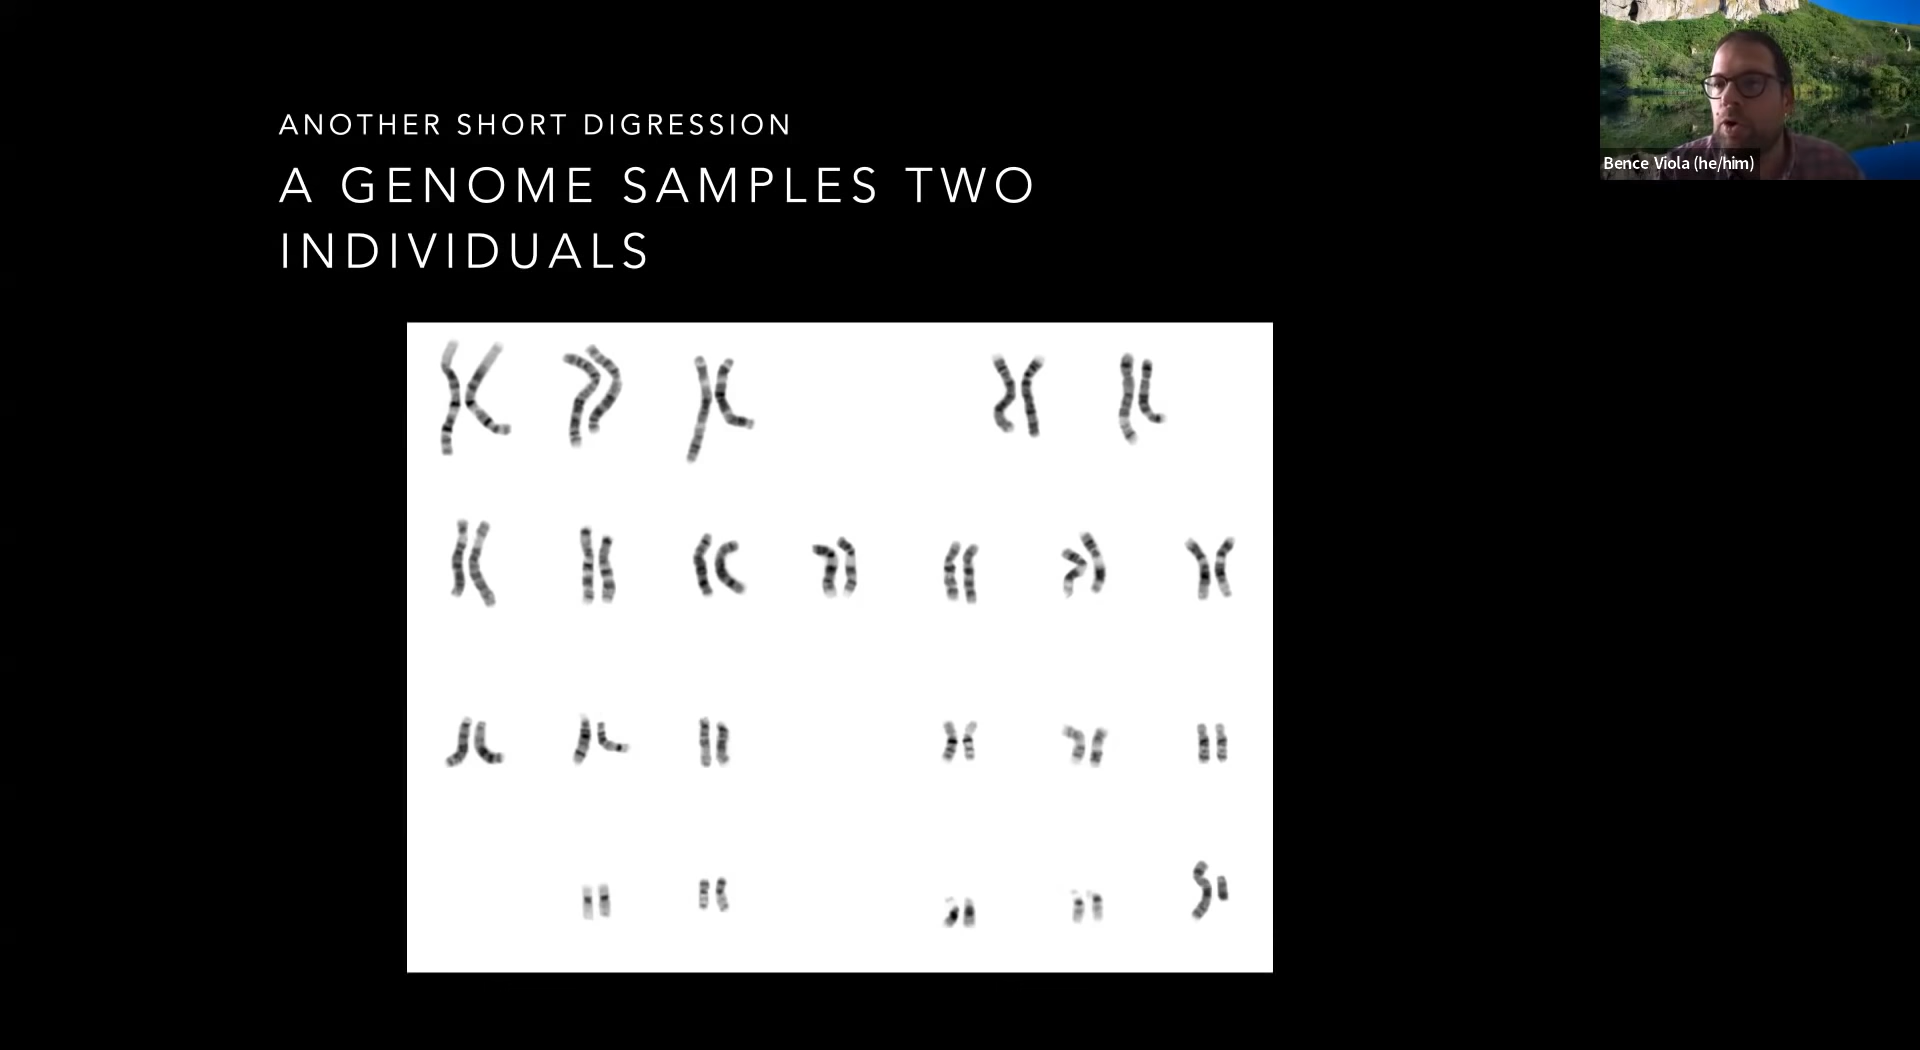 ANOTHER SHORT DIGRESSION
A GENOME SAMPLES TWO
INDIVIDUALS
Bence Viola (he/him)